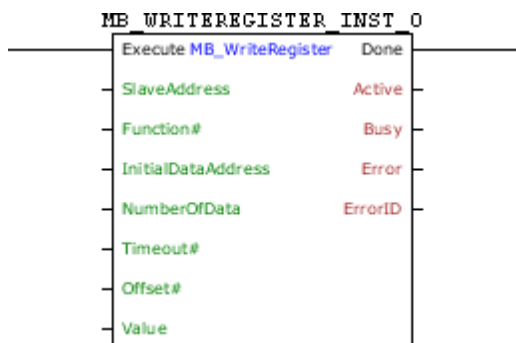 MB_WRITEREGISTER_INST_0
Execute MB_WriteRegister Done
SlaveAddress Active
Function# Busy
InitialDataAddress Error
NumberOfData ErrorID
Timeout#
Offset#
Value